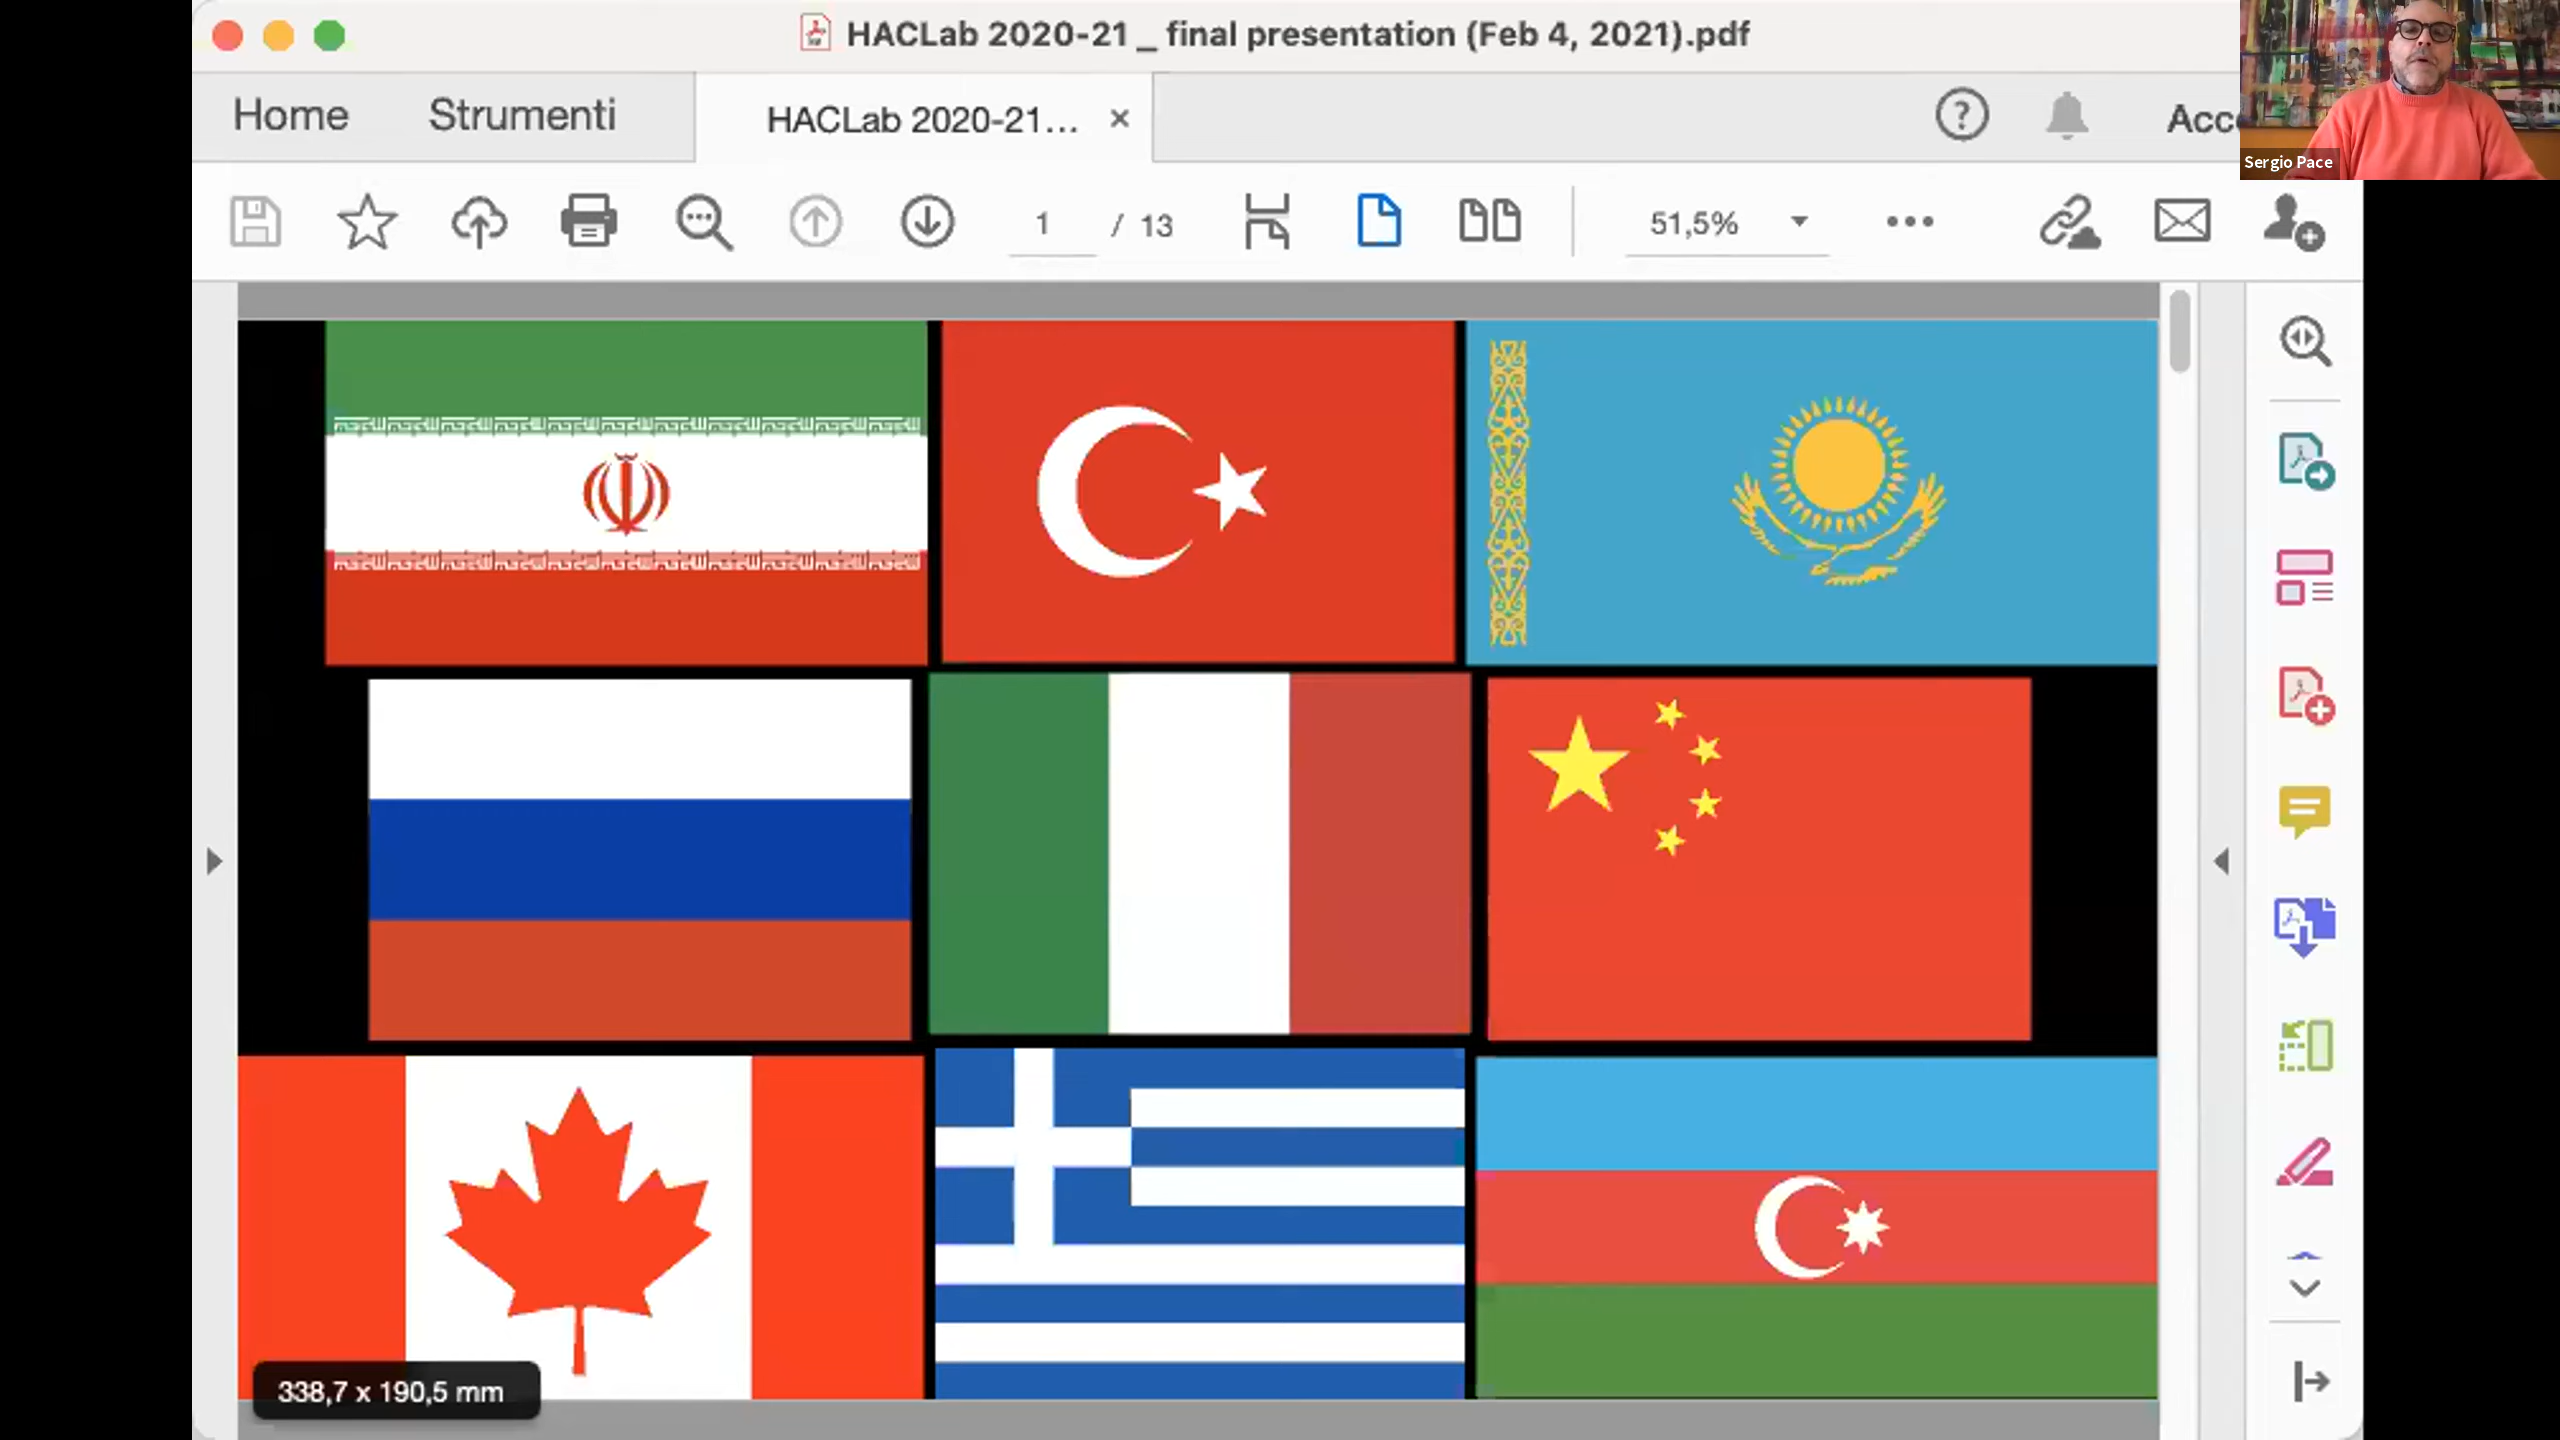 HACLab 2020-21 _ final presentation (Feb 4, 2021).pdf
Home
Strumenti
HACLab 2020-21...
Acce
Sergio Pace
1 / 13
51,5%
338,7 x 190,5 mm